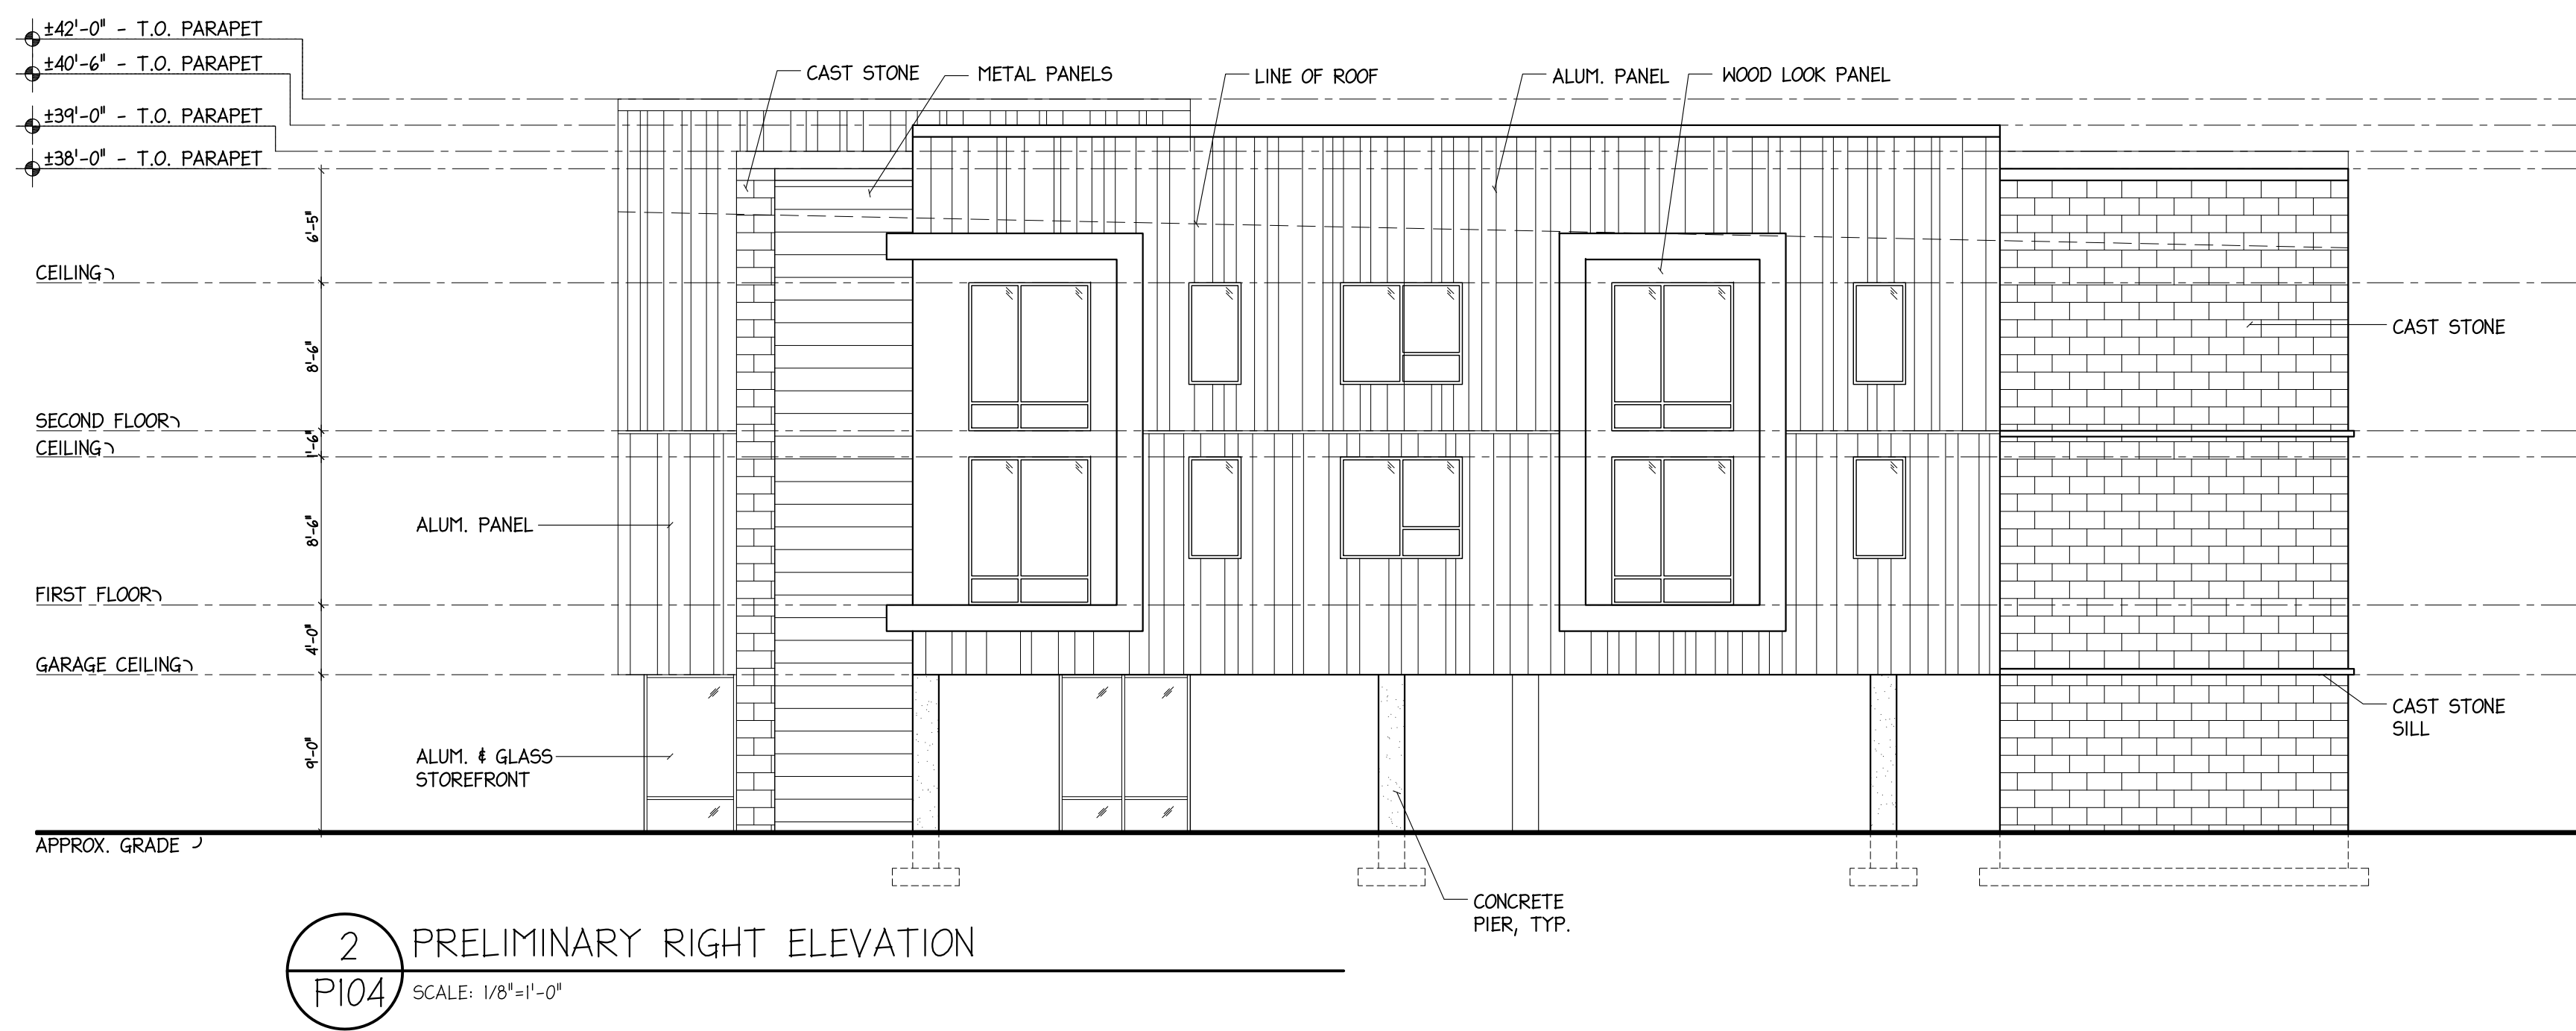 ±42'-0" - T.O. PARAPET
±40'-6" - T.O. PARAPET
±39'-0" - T.O. PARAPET
±38'-0" - T.O. PARAPET
CAST STONE
METAL PANELS
LINE OF ROOF
ALUM. PANEL
WOOD LOOK PANEL
6'-5"
CEILING
8'-6"
CAST STONE
SECOND FLOOR
1'-6"
CEILING
8'-6"
ALUM. PANEL
FIRST FLOOR
4'-0"
GARAGE CEILING
CAST STONE
SILL
9'-0"
ALUM. & GLASS
STOREFRONT
APPROX. GRADE
CONCRETE
PIER, TYP.
2
P104
PRELIMINARY RIGHT ELEVATION
SCALE: 1/8"=1'-0"